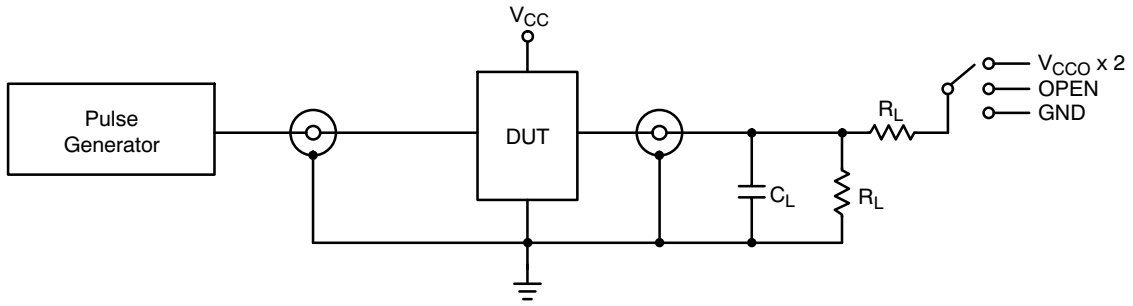 V_CC
Pulse
Generator
DUT
C_L
R_L
R_L
V_CCO x 2
OPEN
GND